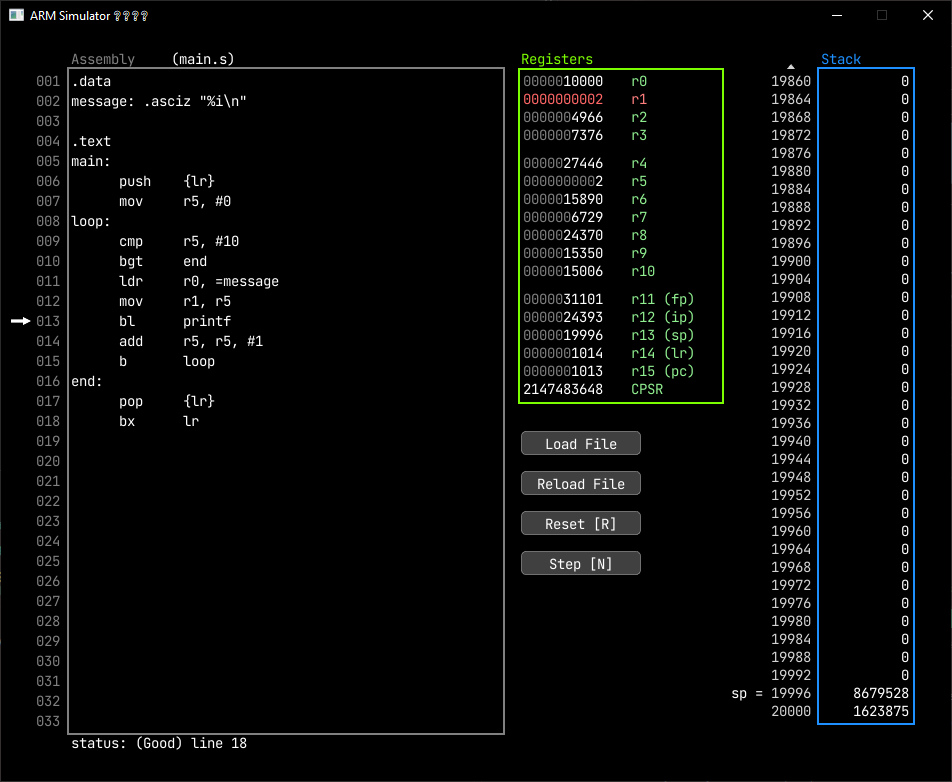 ARM Simulator ????
Assembly (main.s)
001 .data
002 message: .asciz "%i\n"
003
004 .text
005 main:
006 push {lr}
007 mov r5, #0
008 loop:
009 cmp r5, #10
010 bgt end
011 ldr r0, =message
012 mov r1, r5
013 bl printf
014 add r5, r5, #1
015 b loop
016 end:
017 pop {lr}
018 bx lr
019
020
021
022
023
024
025
026
027
028
029
030
031
032
033
status: (Good) line 18
Registers
0000010000 r0
0000000002 r1
0000004966 r2
0000007376 r3
0000027446 r4
0000000002 r5
0000015890 r6
0000006729 r7
0000024370 r8
0000015350 r9
0000015006 r10
0000031101 r11 (fp)
0000024393 r12 (ip)
0000019996 r13 (sp)
0000001014 r14 (lr)
0000001013 r15 (pc)
2147483648 CPSR
Load File
Reload File
Reset [R]
Step [N]
Stack
19860 0
19864 0
19868 0
19872 0
19876 0
19880 0
19884 0
19888 0
19892 0
19896 0
19900 0
19904 0
19908 0
19912 0
19916 0
19920 0
19924 0
19928 0
19932 0
19936 0
19940 0
19944 0
19948 0
19952 0
19956 0
19960 0
19964 0
19968 0
19972 0
19976 0
19980 0
19984 0
19988 0
19992 0
sp = 19996 8679528
20000 1623875